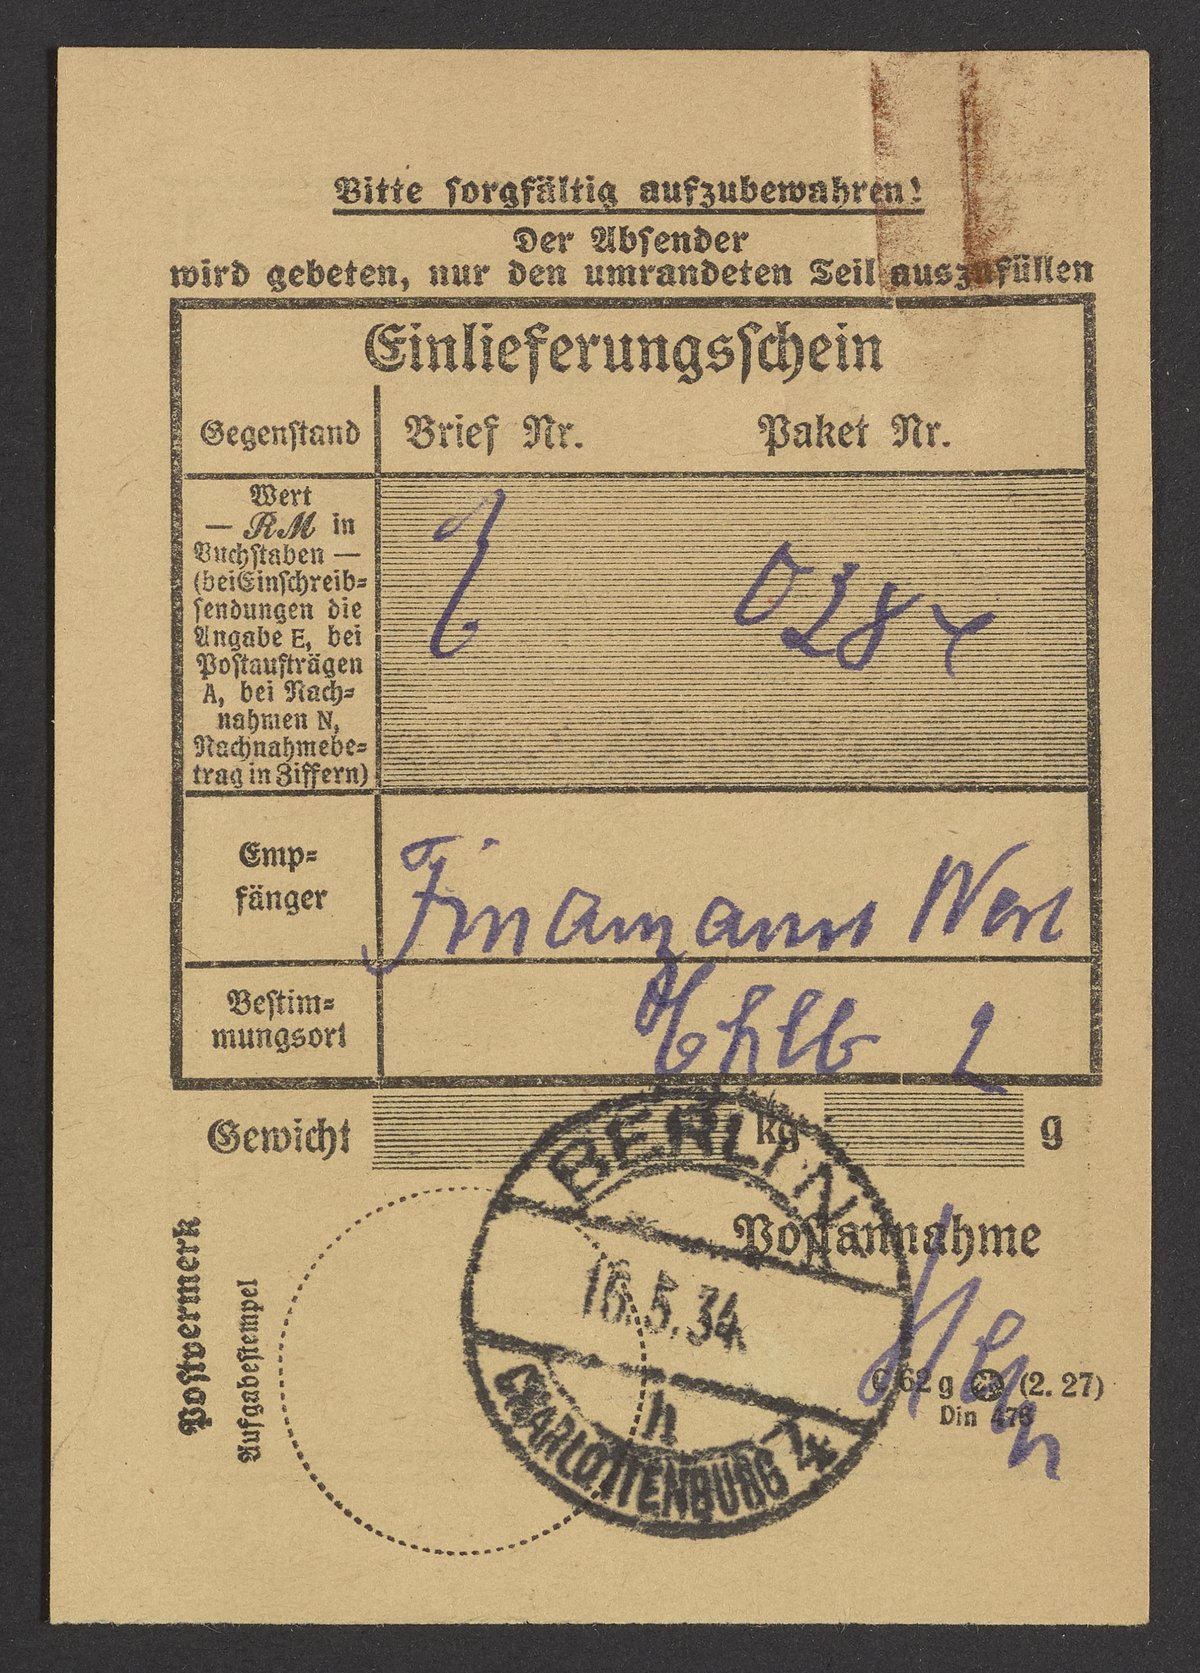 Bitte sorgfältig aufzubewahren!
Der Absender
wird gebeten, nur den umrandeten Teil auszufüllen
Einlieferungsschein
Gegenstand
Brief Nr.
Paket Nr.
Wert
— RM in
Buchstaben —
(bei Einschreib-
sendungen die
Angabe E, bei
Postaufträgen
A, bei Nach-
nahmen N,
Nachnahmebe-
trag in Ziffern)
028
Emp-
fänger
Finanzamt
Bestim-
mungsort
Chlb 2
Gewicht
kg
g
Postvermerk
Aufgabestempel
BERLIN
16.5.34
h
CHARLOTTENBURG 4
Postannahme
C 62 g (2. 27)
Din 476